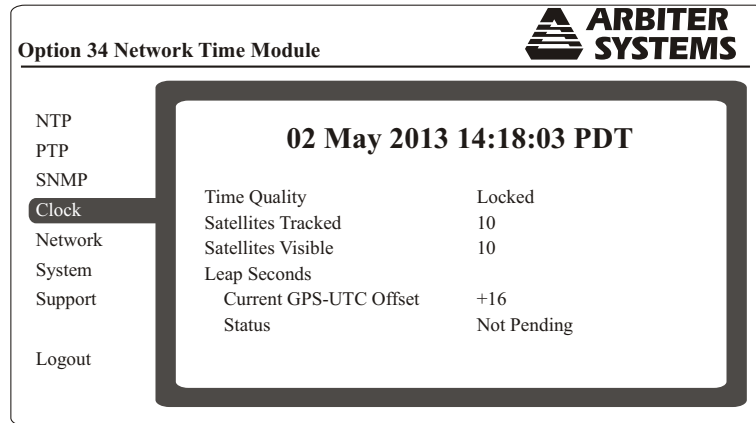 Option 34 Network Time Module
ARBITER
SYSTEMS
NTP
PTP
SNMP
Clock
Network
System
Support
Logout
02 May 2013 14:18:03 PDT
Time Quality Locked
Satellites Tracked 10
Satellites Visible 10
Leap Seconds
Current GPS-UTC Offset +16
Status Not Pending